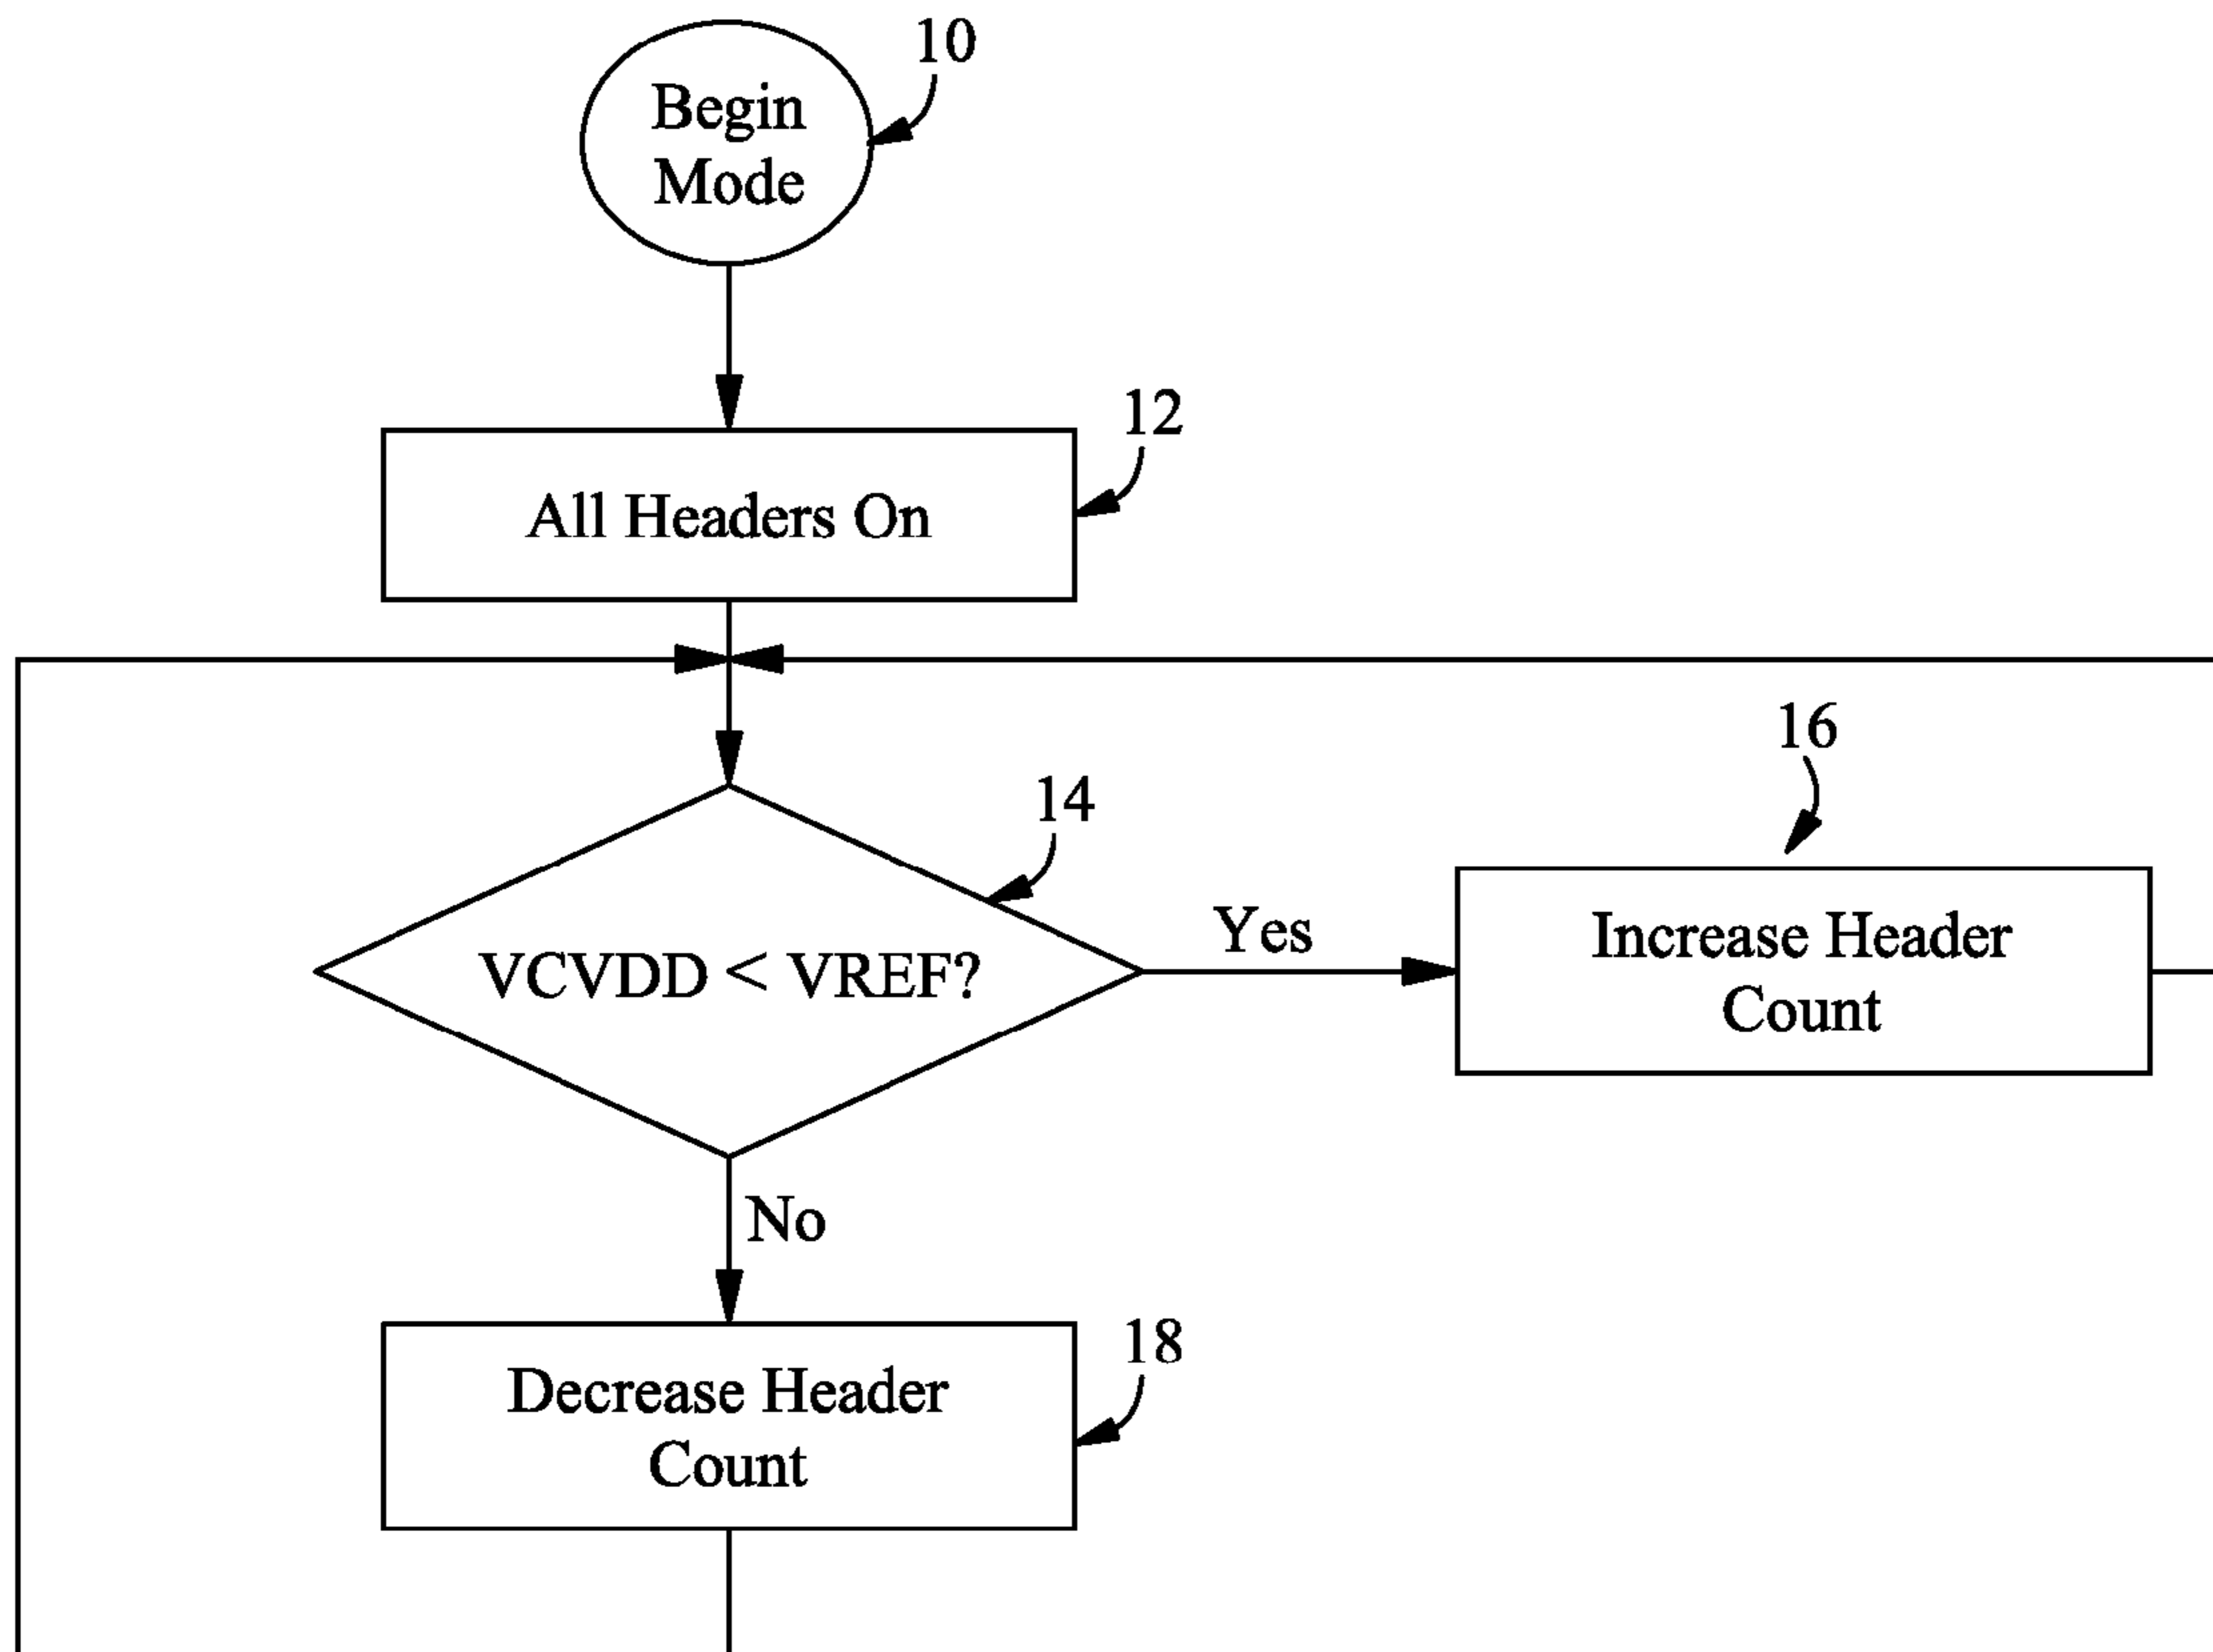 10
Begin
Mode
12
All Headers On
16
14
VCVDD < VREF?
Yes
Increase Header
Count
No
18
Decrease Header
Count